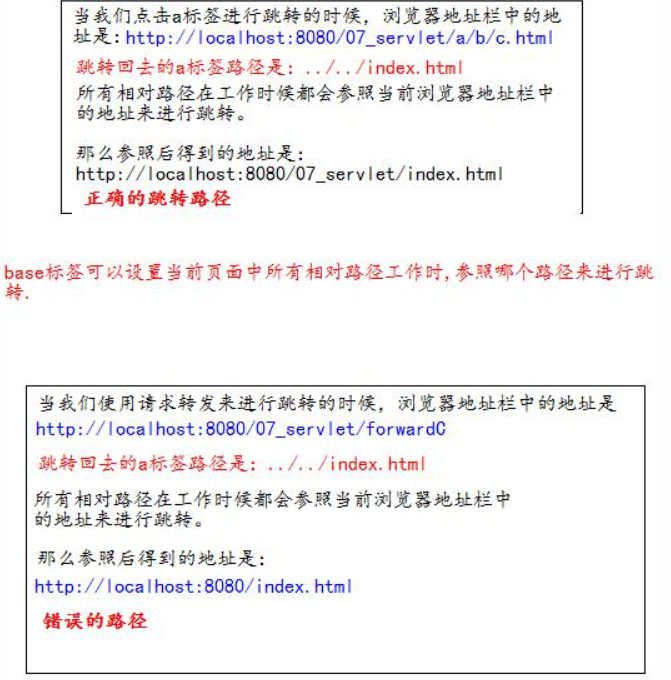 当我们点击a标签进行跳转的时候，浏览器地址栏中的地
址是:http://localhost:8080/07_servlet/a/b/c.html
跳转回去的a标签路径是：../../index.html
所有相对路径在工作时候都会参照当前浏览器地址栏中
的地址来进行跳转。
那么参照后得到的地址是：
http://localhost:8080/07_servlet/index.html
正确的跳转路径
base标签可以设置当前页面中所有相对路径工作时,参照哪个路径来进行跳
转.
当我们使用请求转发来进行跳转的时候，浏览器地址栏中的地址是
http://localhost:8080/07_servlet/forwardC
跳转回去的a标签路径是：../../index.html
所有相对路径在工作时候都会参照当前浏览器地址栏中
的地址来进行跳转。
那么参照后得到的地址是：
http://localhost:8080/index.html
错误的路径